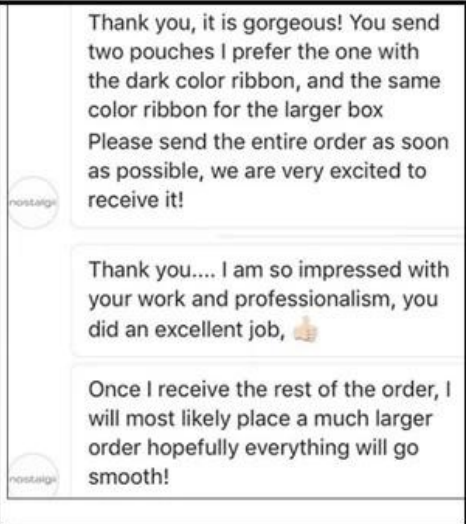 Thank you, it is gorgeous! You send
two pouches I prefer the one with
the dark color ribbon, and the same
color ribbon for the larger box
Please send the entire order as soon
as possible, we are very excited to
receive it!
nostalgi
Thank you.... I am so impressed with
your work and professionalism, you
did an excellent job, 👍🏻
Once I receive the rest of the order, I
will most likely place a much larger
order hopefully everything will go
smooth!
nostalgi